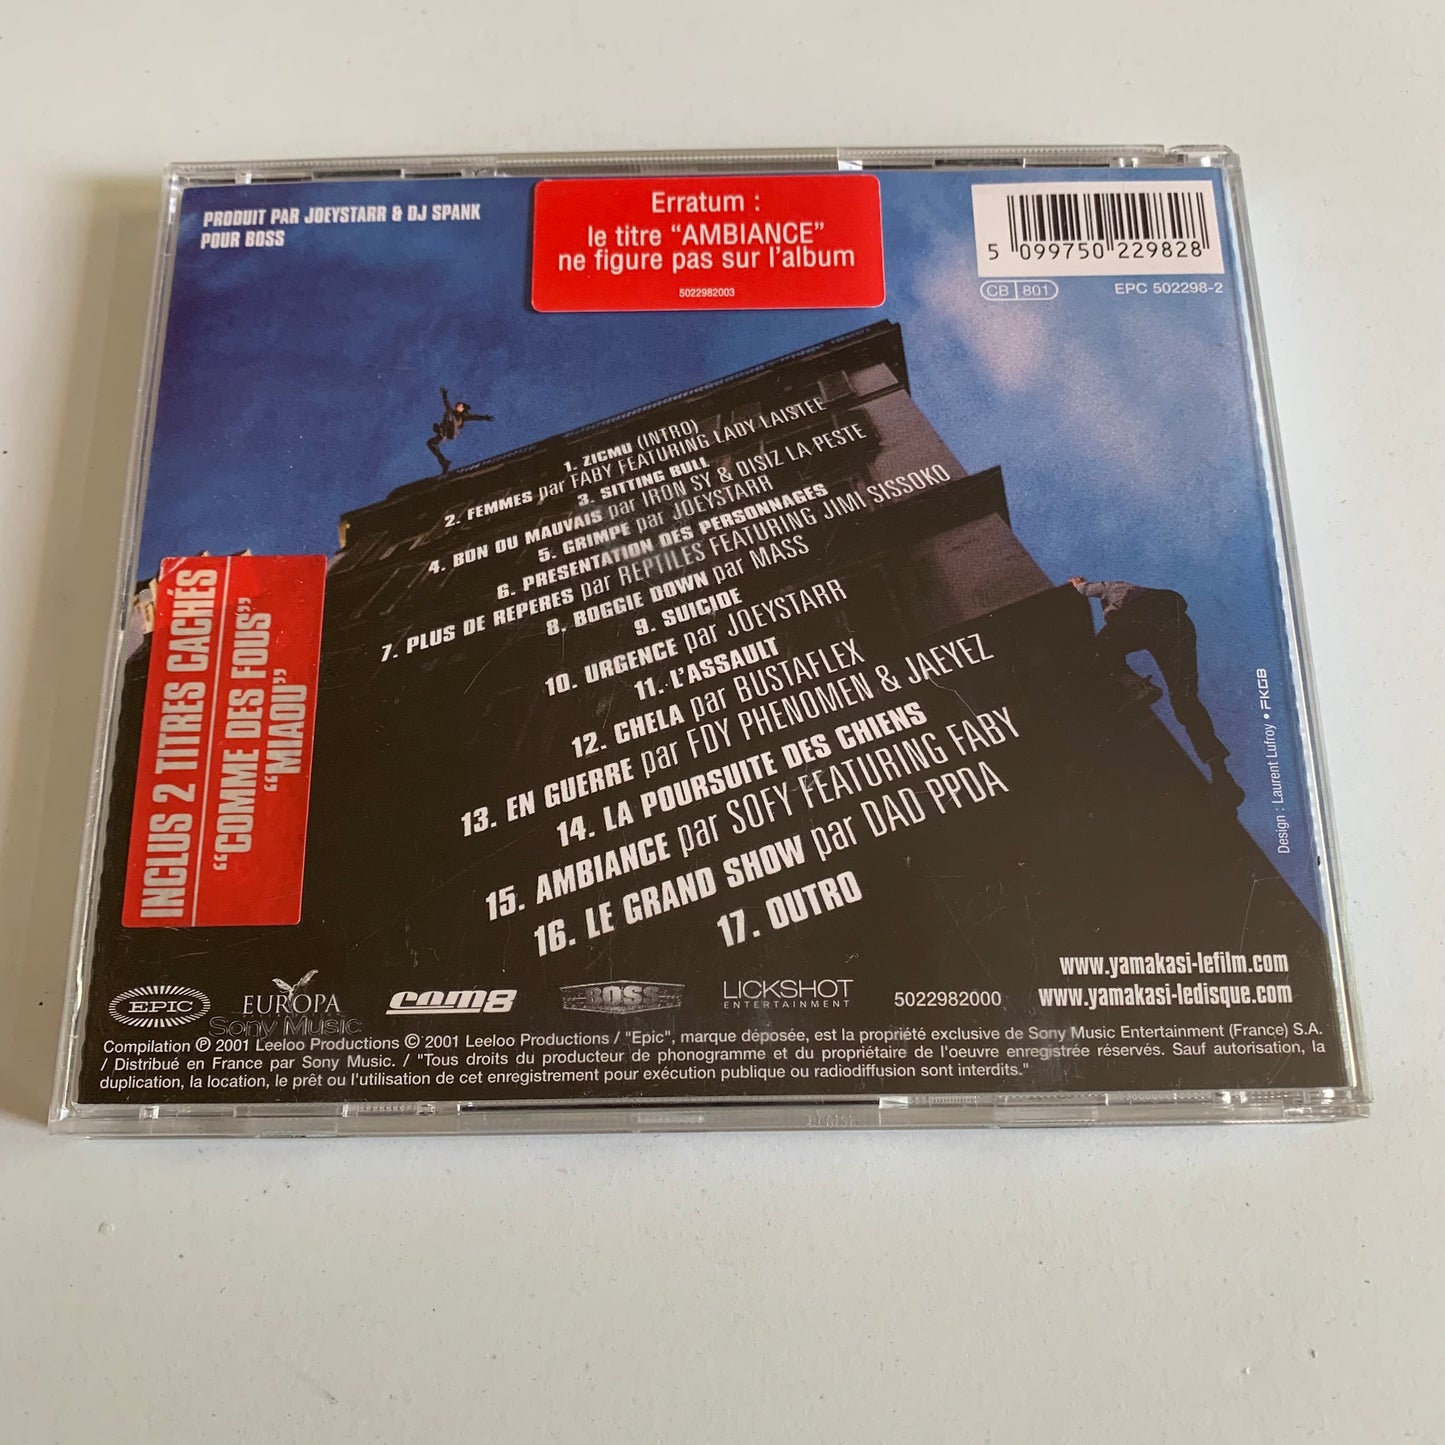 PRODUIT PAR JOEYSTARR & DJ SPANK
POUR BOSS
Erratum :
le titre “AMBIANCE”
ne figure pas sur l’album
5022982003
5 099750 229828
CB 801
EPC 502298-2
1. ZICMU (INTRO)
2. FEMMES par FABY FEATURING LADY LAISTEE
3. SITTING BULL
4. BON OU MAUVAIS par IRON SY & DISIZ LA PESTE
5. GRIMPE par JOEYSTARR
6. PRESENTATION DES PERSONNAGES
7. PLUS DE REPERES par REPTILES FEATURING JIMI SISSOKO
8. BOGGIE DOWN par MASS
9. SUICIDE
10. URGENCE par JOEYSTARR
11. L’ASSAULT
12. CHELA par BUSTAFLEX
13. EN GUERRE par FDY PHENOMEN & JAEYEZ
14. LA POURSUITE DES CHIENS
15. AMBIANCE par SOFY FEATURING FABY
16. LE GRAND SHOW par DAD PPDA
17. OUTRO
INCLUS 2 TITRES CACHÉS
“COMME DES FOUS”
“MIAOU”
Design : Laurent Lufroy • FKGB
www.yamakasi-lefilm.com
www.yamakasi-ledisque.com
EPIC
EUROPA
Sony Music
COM8
BOSS
LICKSHOT
ENTERTAINMENT
5022982000
Compilation ℗ 2001 Leeloo Productions © 2001 Leeloo Productions / "Epic", marque déposée, est la propriété exclusive de Sony Music Entertainment (France) S.A.
/ Distribué en France par Sony Music. / "Tous droits du producteur de phonogramme et du propriétaire de l'oeuvre enregistrée réservés. Sauf autorisation, la
duplication, la location, le prêt ou l'utilisation de cet enregistrement pour exécution publique ou radiodiffusion sont interdits."